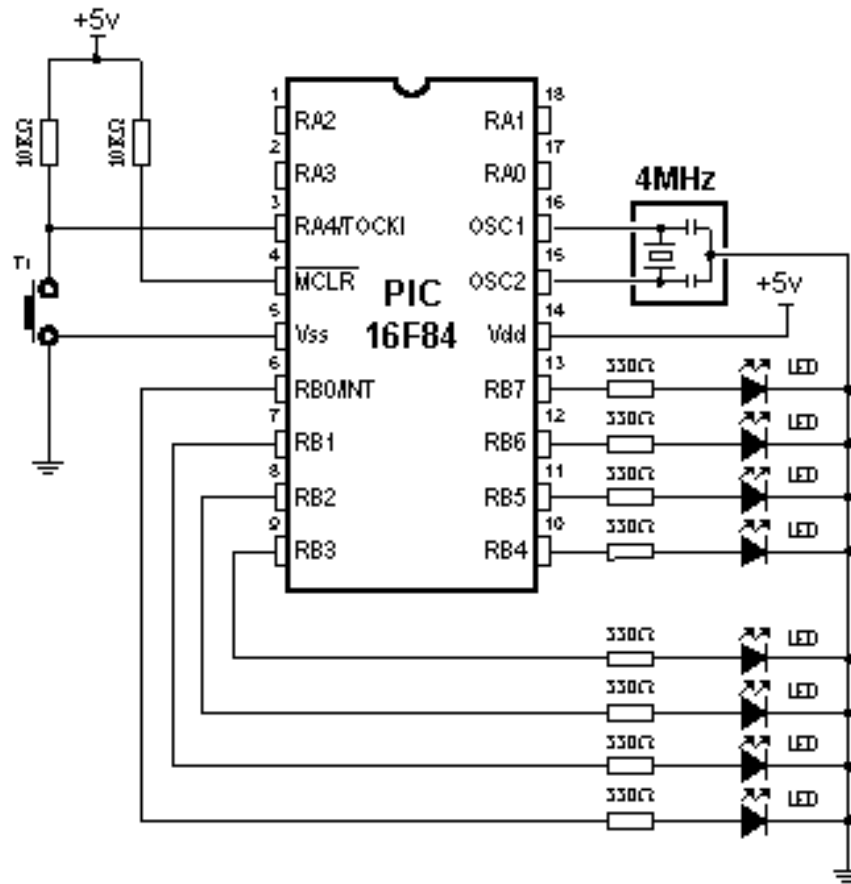 +5v
10KΩ
10KΩ
T1
1
RA2
2
RA3
3
RA4/TOCKI
4
MCLR
5
Vss
6
RB0/INT
7
RB1
8
RB2
9
RB3
PIC
16F84
18
RA1
17
RA0
16
OSC1
15
OSC2
14
Vdd
13
RB7
12
RB6
11
RB5
10
RB4
4MHz
+5v
330Ω
LED
330Ω
LED
330Ω
LED
330Ω
LED
330Ω
LED
330Ω
LED
330Ω
LED
330Ω
LED